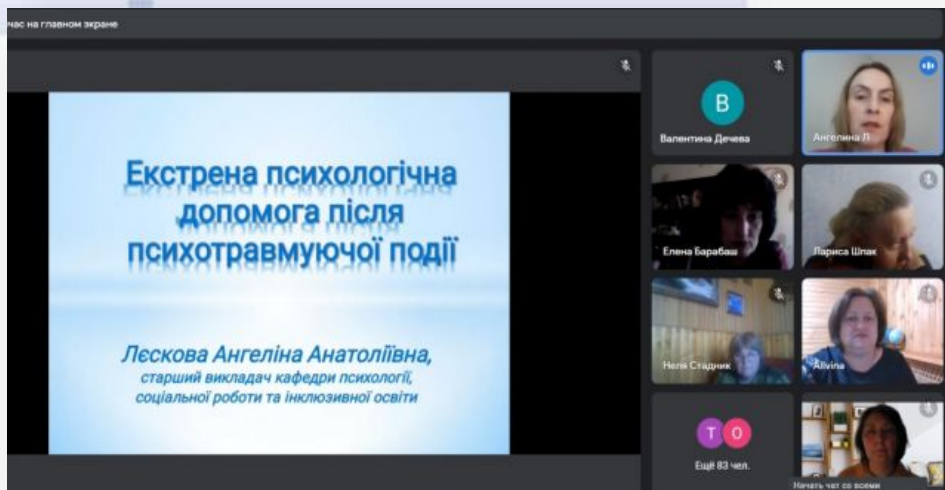 час на главном экране
Екстрена психологічна
допомога після
психотравмуючої події
Лєскова Ангеліна Анатоліївна,
старший викладач кафедри психології,
соціальної роботи та інклюзивної освіти
В
Валентина Дечева
Ангелина Л
Елена Барабаш
Лариса Шпак
Неля Стадник
Allvina
Т О
Ещё 83 чел.
Начать чат со всеми